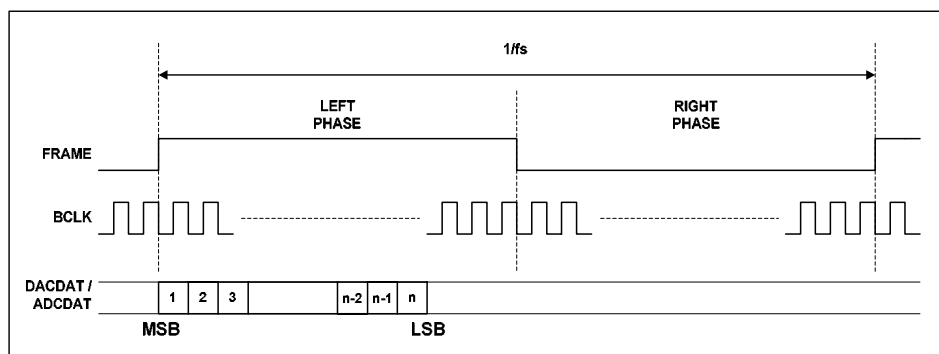 1/fs
LEFT
PHASE
RIGHT
PHASE
FRAME
BCLK
DACDAT /
ADCDAT
1 2 3 n-2 n-1 n
MSB LSB